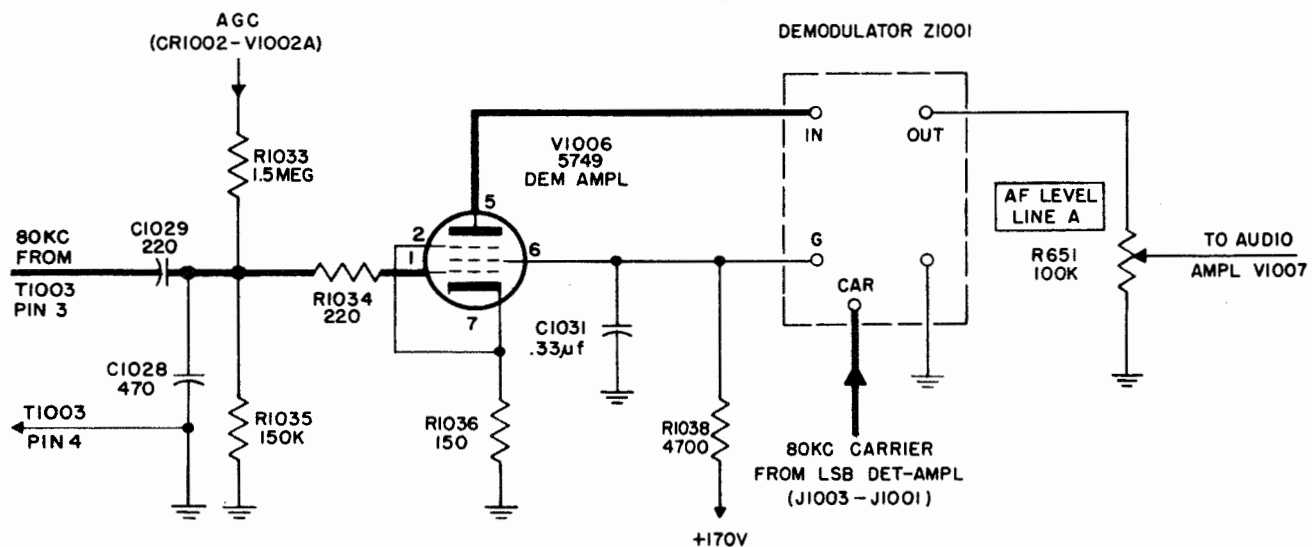 AGC
(CR1002-V1002A)
DEMODULATOR Z1001
R1033
1.5MEG
V1006
5749
DEM AMPL
IN
OUT
AF LEVEL
LINE A
C1029
220
80KC
FROM
T1003
PIN 3
5
2
1
6
7
R1034
220
G
CAR
R651
100K
TO AUDIO
AMPL V1007
C1031
.33µf
C1028
470
T1003
PIN 4
R1035
150K
R1036
150
R1038
4700
80KC CARRIER
FROM LSB DET-AMPL
(J1003-J1001)
+170V